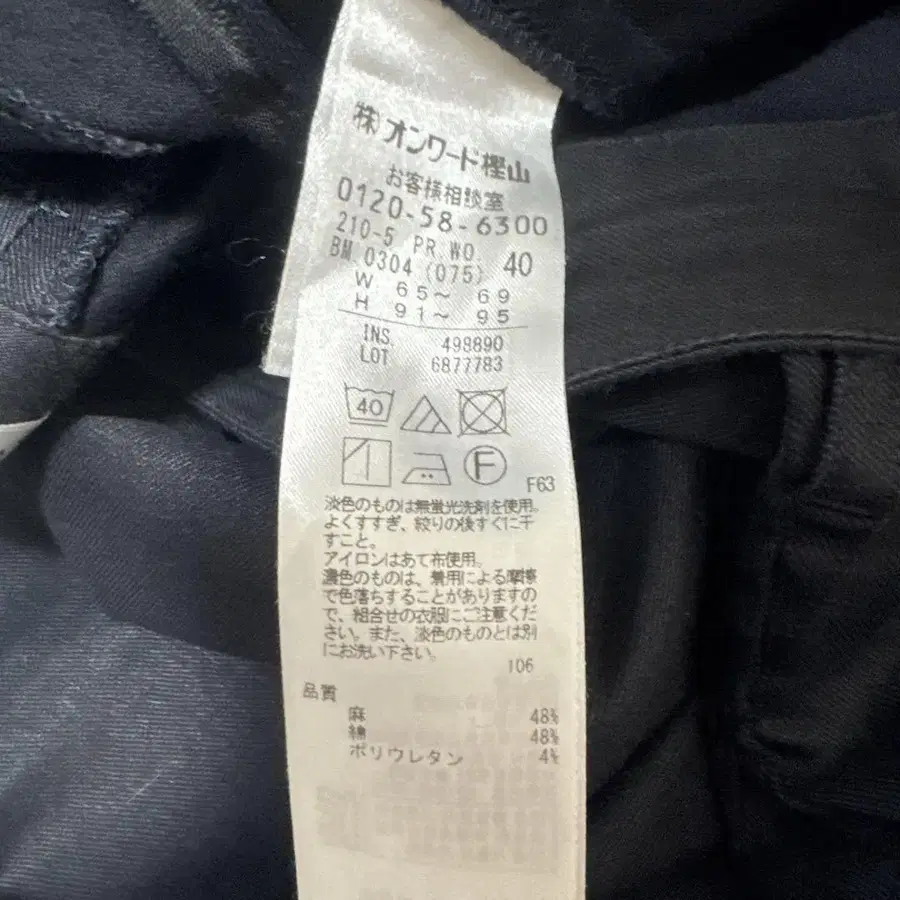 (株)オンワード樫山
お客様相談室
0120-58-6300
210-5 PR.WO. 40
BM.0304 (075)
W 65～ 69
H 91～ 95
INS. 498890
LOT 6877783
40
F
F63
淡色のものは無蛍光洗剤を使用。
よくすすぎ、絞りの後すぐに干
すこと。
アイロンはあて布使用。
濃色のものは、着用による摩擦
で色落ちすることがありますの
で、組合せの衣服にご注意くだ
さい。また、淡色のものとは別
にお洗い下さい。
106
品質
麻 48%
綿 48%
ポリウレタン 4%